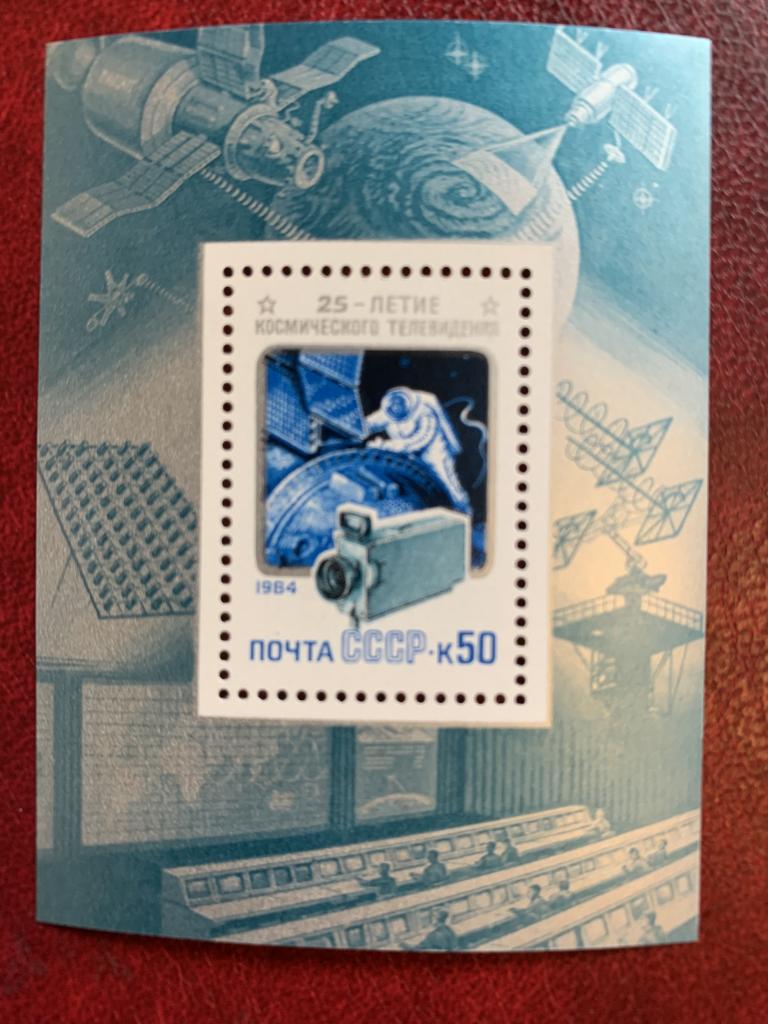 25-ЛЕТИЕ
КОСМИЧЕСКОГО ТЕЛЕВИДЕНИЯ
1984
ПОЧТА СССР·К50